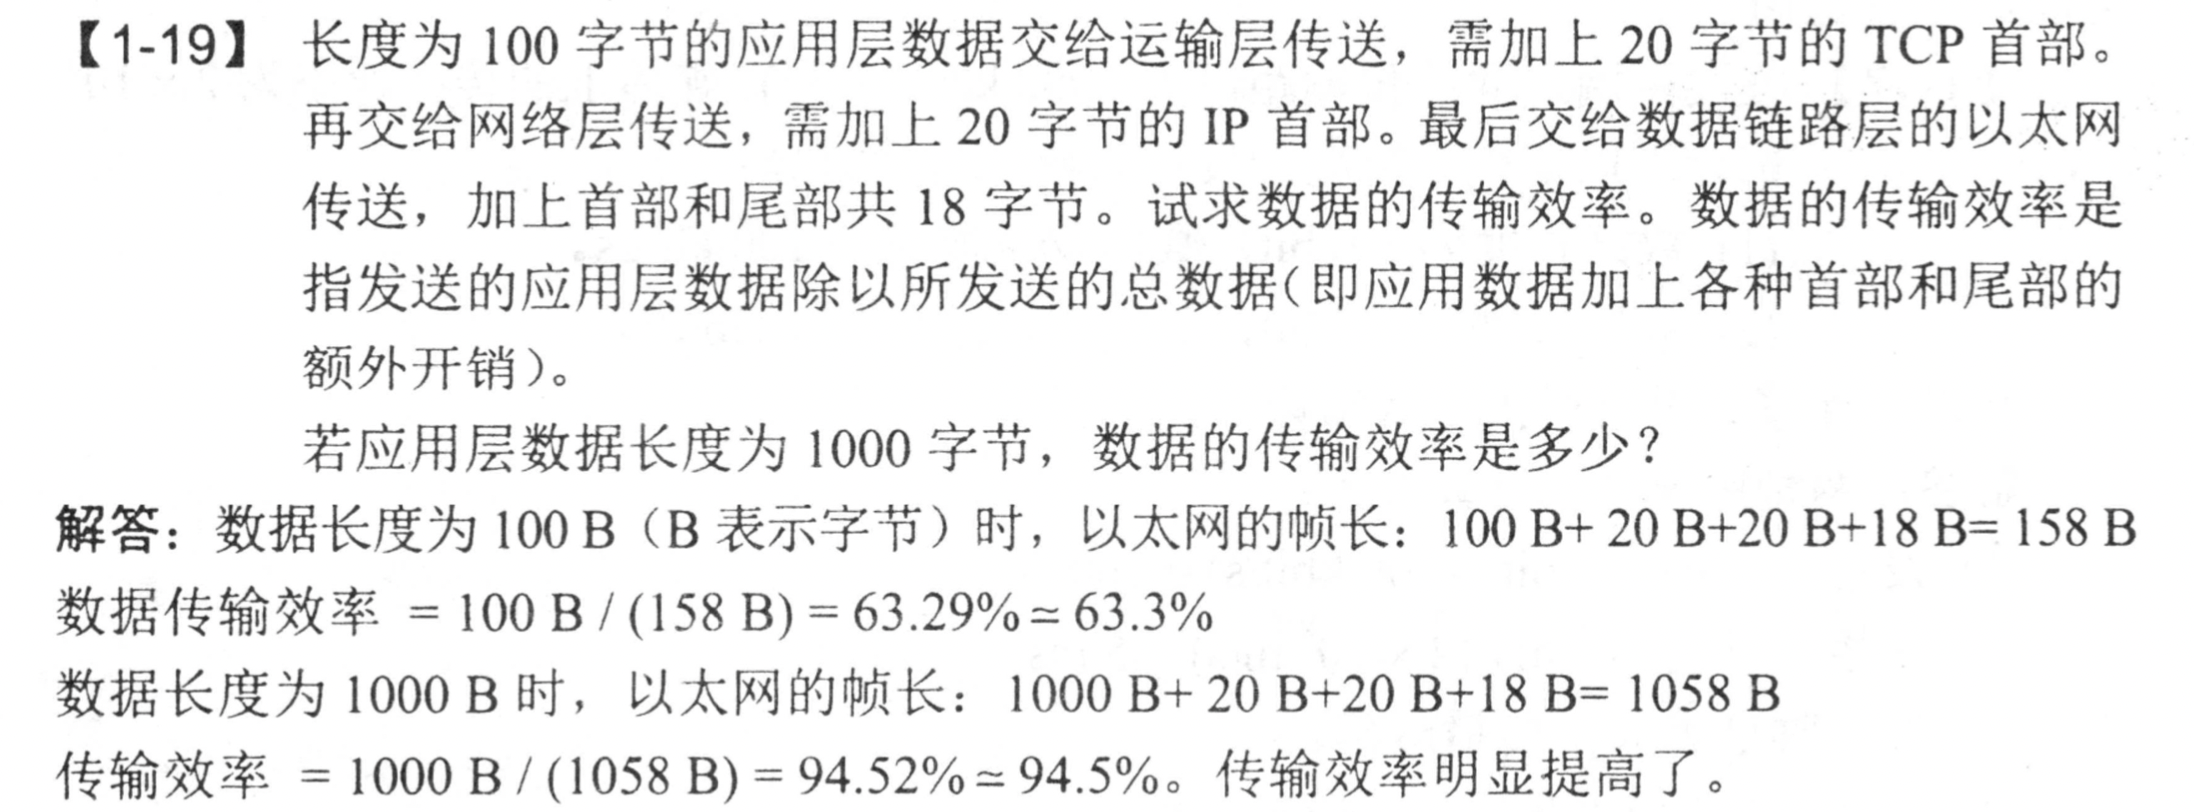 【1-19】 长度为 100 字节的应用层数据交给运输层传送，需加上 20 字节的 TCP 首部。
再交给网络层传送，需加上 20 字节的 IP 首部。最后交给数据链路层的以太网
传送，加上首部和尾部共 18 字节。试求数据的传输效率。数据的传输效率是
指发送的应用层数据除以所发送的总数据(即应用数据加上各种首部和尾部的
额外开销)。
若应用层数据长度为 1000 字节，数据的传输效率是多少?
解答：数据长度为 100 B（B 表示字节）时，以太网的帧长：100 B+ 20 B+20 B+18 B= 158 B
数据传输效率 = 100 B / (158 B) = 63.29% ≃ 63.3%
数据长度为 1000 B 时，以太网的帧长：1000 B+ 20 B+20 B+18 B= 1058 B
传输效率 = 1000 B / (1058 B) = 94.52% ≃ 94.5%。传输效率明显提高了。